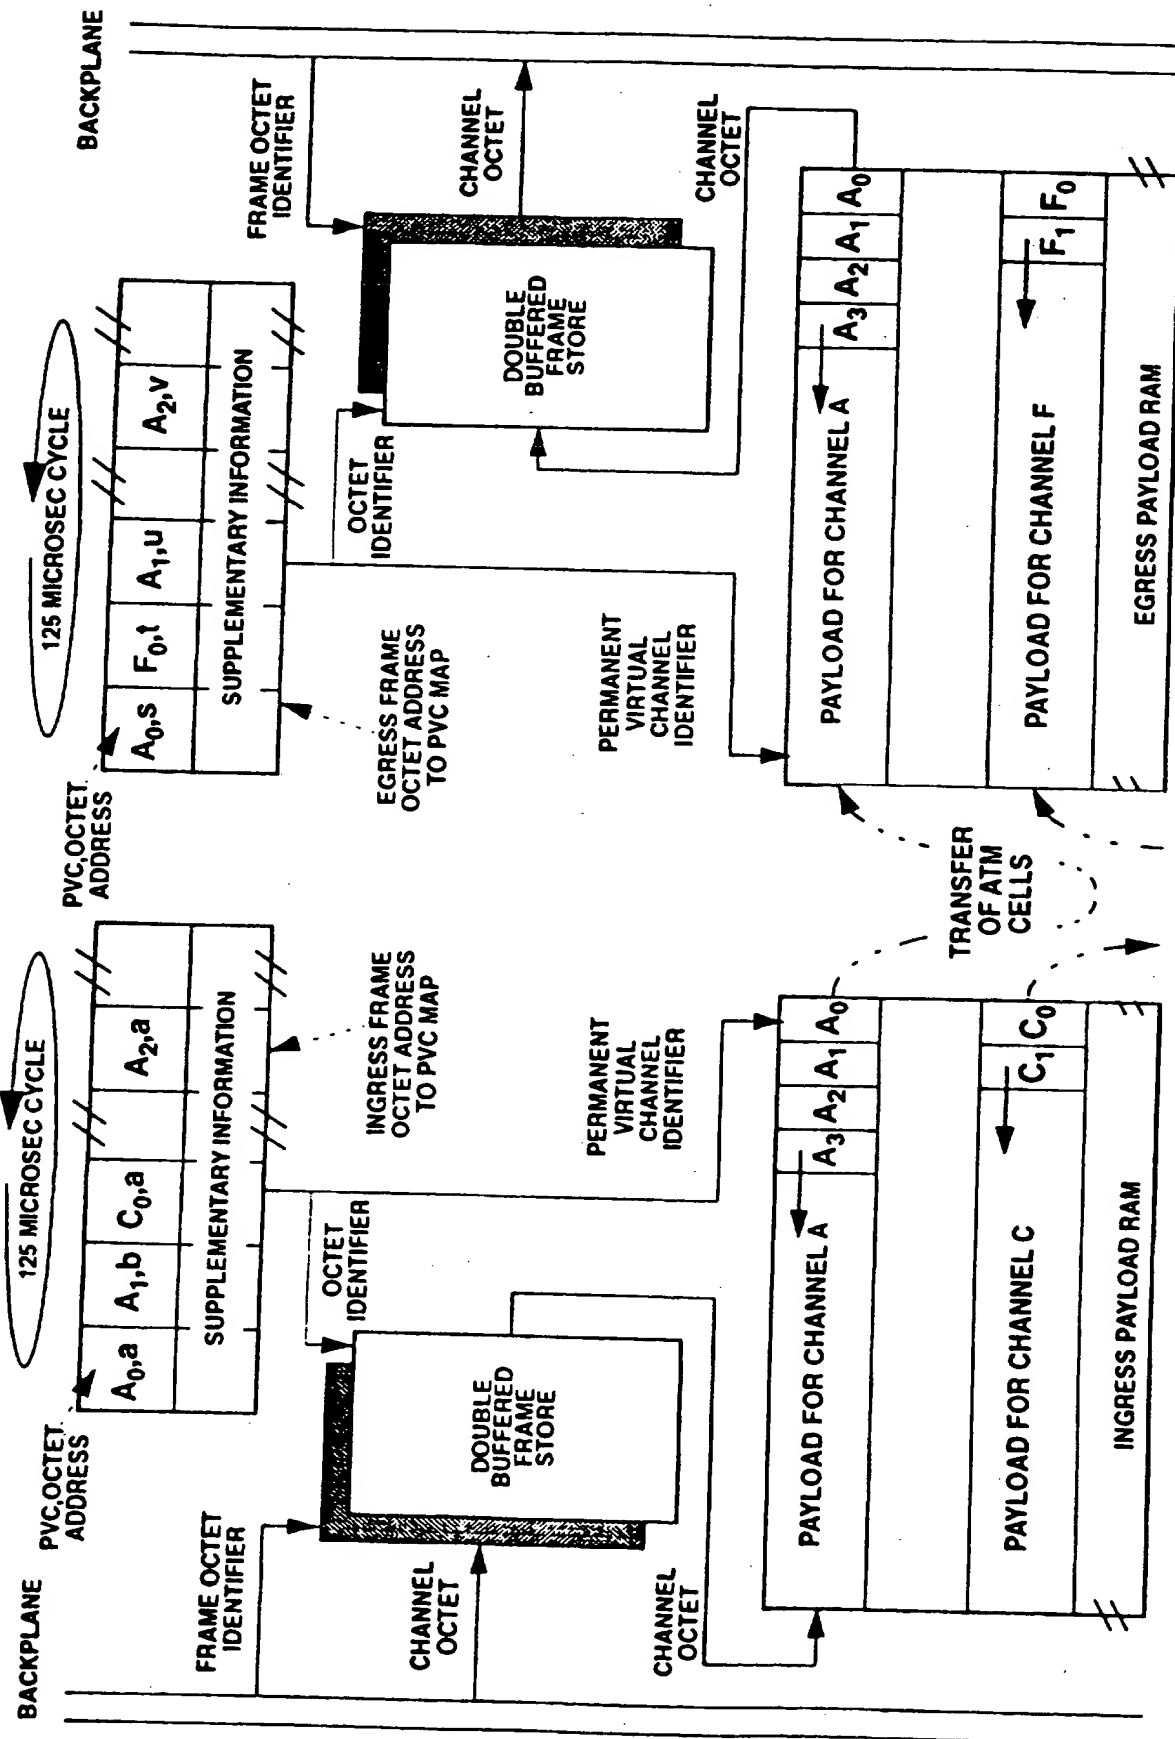 BACKPLANE
PVC,OCTET
ADDRESS
125 MICROSEC CYCLE
A₀,a
A₁,b
C₀,a
A₂,a
SUPPLEMENTARY INFORMATION
INGRESS FRAME
OCTET ADDRESS
TO PVC MAP
FRAME OCTET
IDENTIFIER
OCTET
IDENTIFIER
CHANNEL
OCTET
DOUBLE
BUFFERED
FRAME
STORE
CHANNEL
OCTET
PERMANENT
VIRTUAL
CHANNEL
IDENTIFIER
PAYLOAD FOR CHANNEL A
A₃
A₂
A₁
A₀
PAYLOAD FOR CHANNEL C
C₁
C₀
INGRESS PAYLOAD RAM
TRANSFER
OF ATM
CELLS
PVC,OCTET.
ADDRESS
125 MICROSEC CYCLE
BACKPLANE
A₀,s
F₀,t
A₁,u
A₂,v
SUPPLEMENTARY INFORMATION
EGRESS FRAME
OCTET ADDRESS
TO PVC MAP
OCTET
IDENTIFIER
FRAME OCTET
IDENTIFIER
DOUBLE
BUFFERED
FRAME
STORE
CHANNEL
OCTET
CHANNEL
OCTET
PERMANENT
VIRTUAL
CHANNEL
IDENTIFIER
PAYLOAD FOR CHANNEL A
A₃
A₂
A₁
A₀
PAYLOAD FOR CHANNEL F
F₁
F₀
EGRESS PAYLOAD RAM